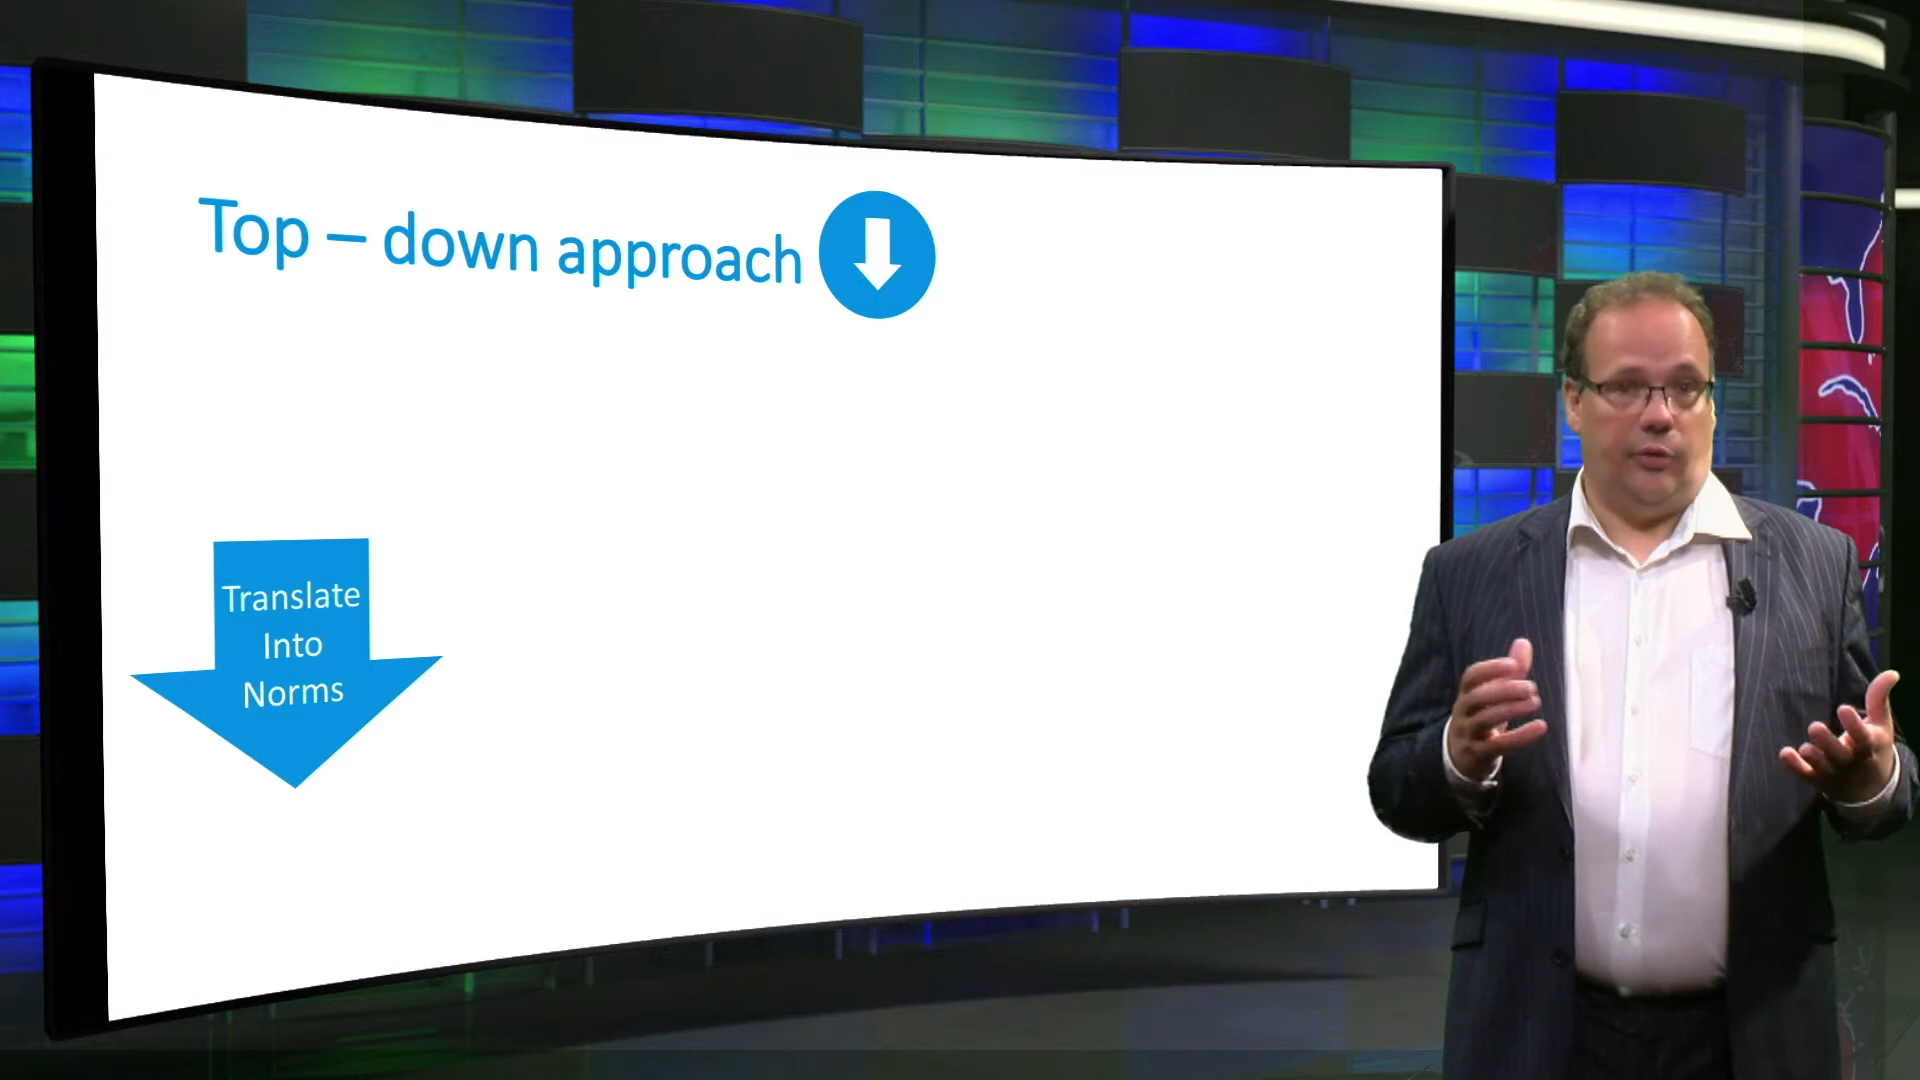 Top – down approach
Translate
Into
Norms